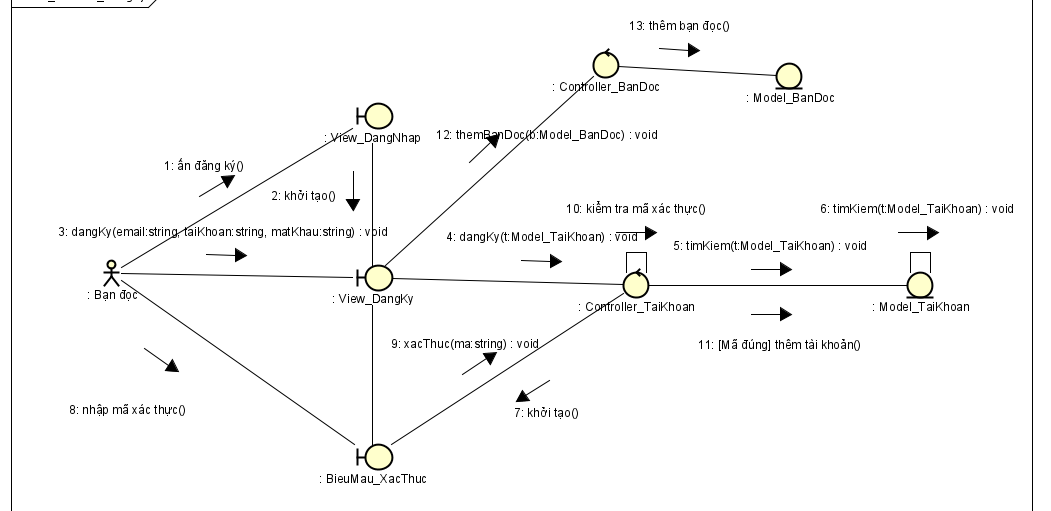 13: thêm bạn đọc()
: Controller_BanDoc
: Model_BanDoc
: View_DangNhap
12: themBanDoc(b:Model_BanDoc) : void
1: ấn đăng ký()
2: khởi tạo()
10: kiểm tra mã xác thực()
6: timKiem(t:Model_TaiKhoan) : void
3: dangKy(email:string, taiKhoan:string, matKhau:string) : void
4: dangKy(t:Model_TaiKhoan) : void
5: timKiem(t:Model_TaiKhoan) : void
: Bạn đọc
: View_DangKy
: Controller_TaiKhoan
: Model_TaiKhoan
9: xacThuc(ma:string) : void
11: [Mã đúng] thêm tài khoản()
8: nhập mã xác thực()
7: khởi tạo()
: BieuMau_XacThuc